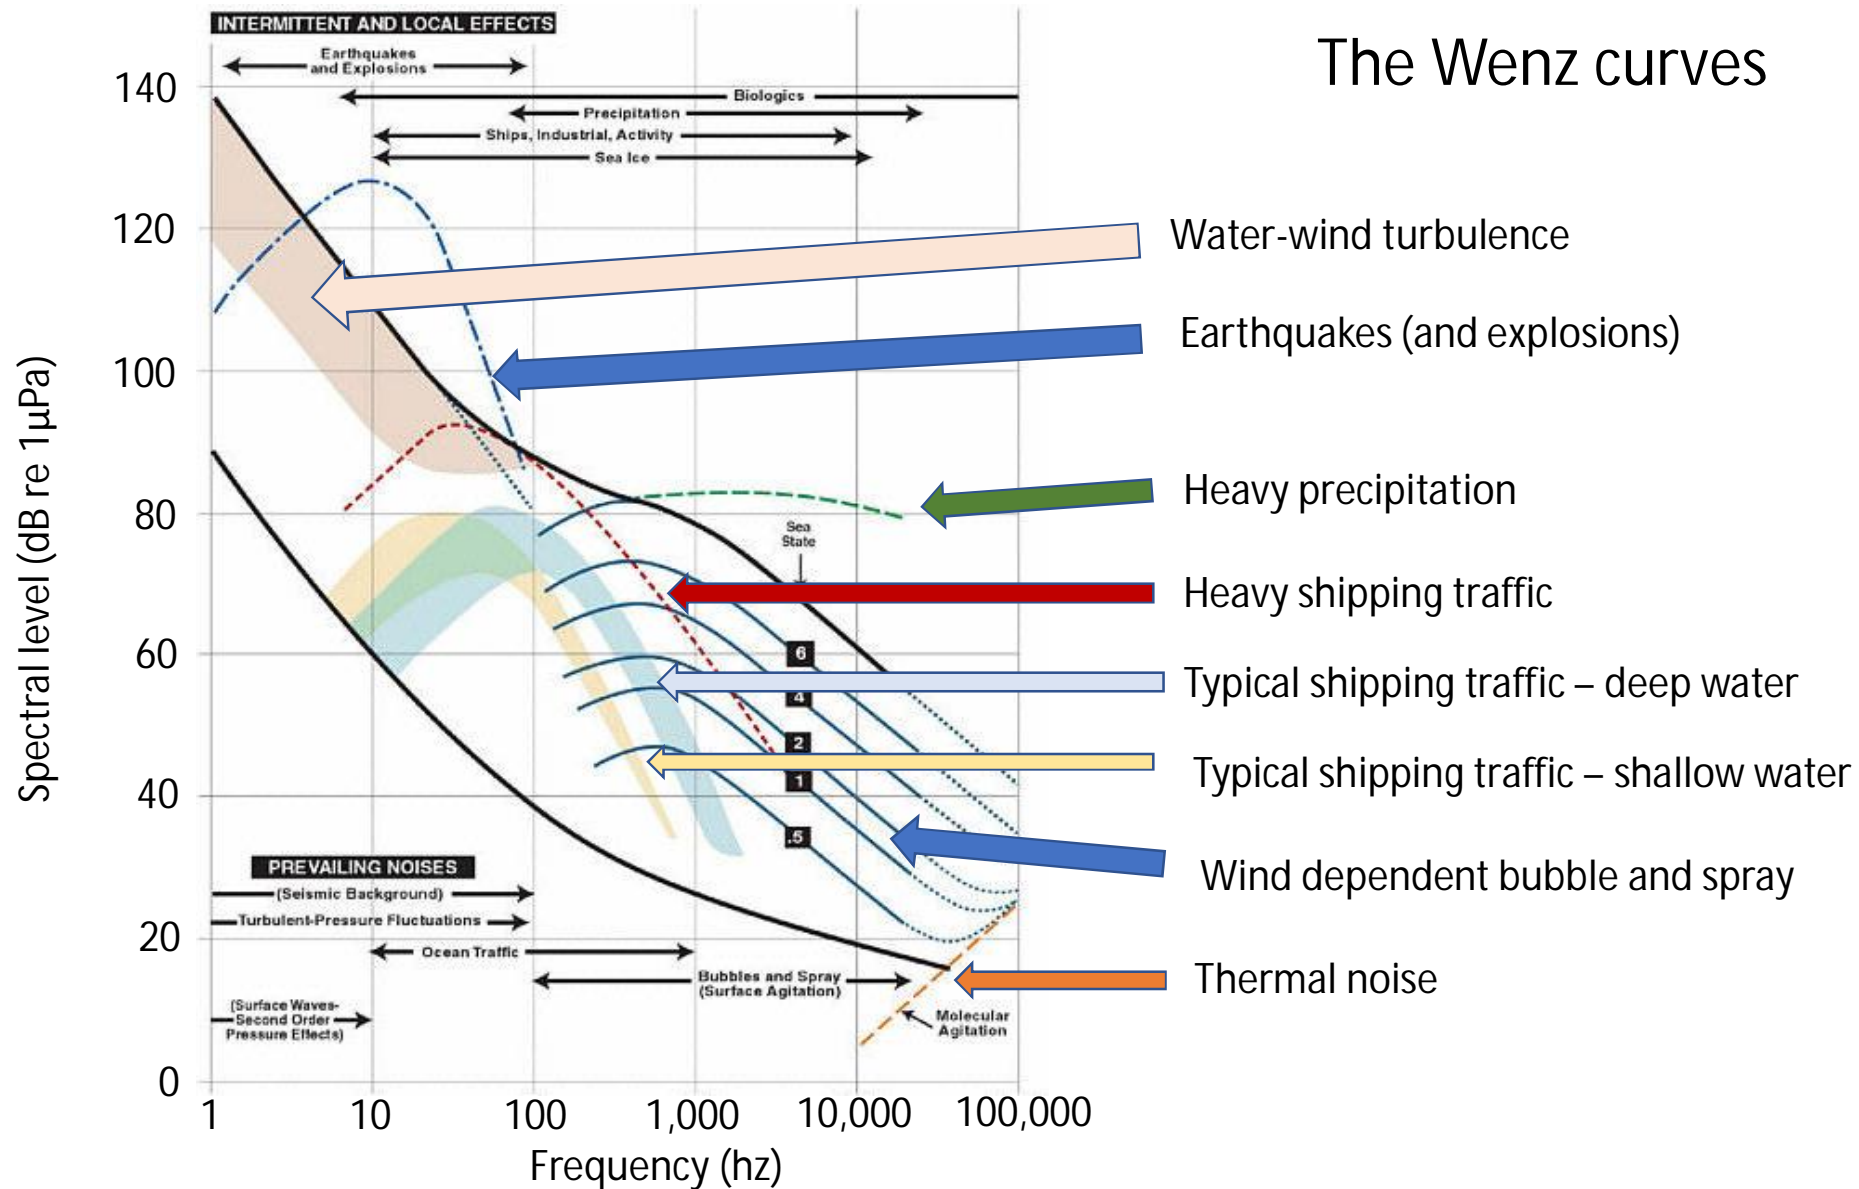 The Wenz curves
INTERMITTENT AND LOCAL EFFECTS
Earthquakes
and Explosions
Biologics
Precipitation
Ships, Industrial, Activity
Sea Ice
140
120
100
80
60
40
20
0
Spectral level (dB re 1µPa)
Water-wind turbulence
Earthquakes (and explosions)
Heavy precipitation
Sea
State
Heavy shipping traffic
6
4
2
1
.5
Typical shipping traffic – deep water
Typical shipping traffic – shallow water
Wind dependent bubble and spray
Thermal noise
PREVAILING NOISES
(Seismic Background)
Turbulent-Pressure Fluctuations
Ocean Traffic
Bubbles and Spray
(Surface Agitation)
(Surface Waves-
Second Order
Pressure Effects)
Molecular
Agitation
1
10
100
1,000
10,000
100,000
Frequency (hz)